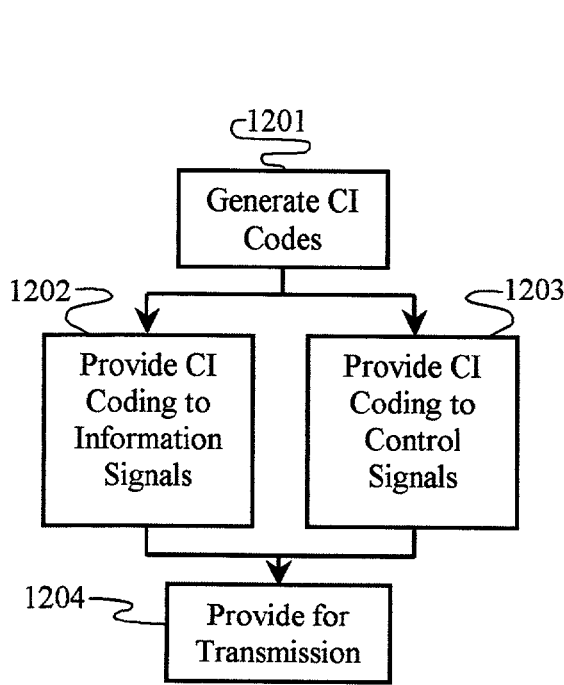 1201
Generate CI
Codes
1202
1203
Provide CI
Coding to
Information
Signals
Provide CI
Coding to
Control
Signals
1204
Provide for
Transmission